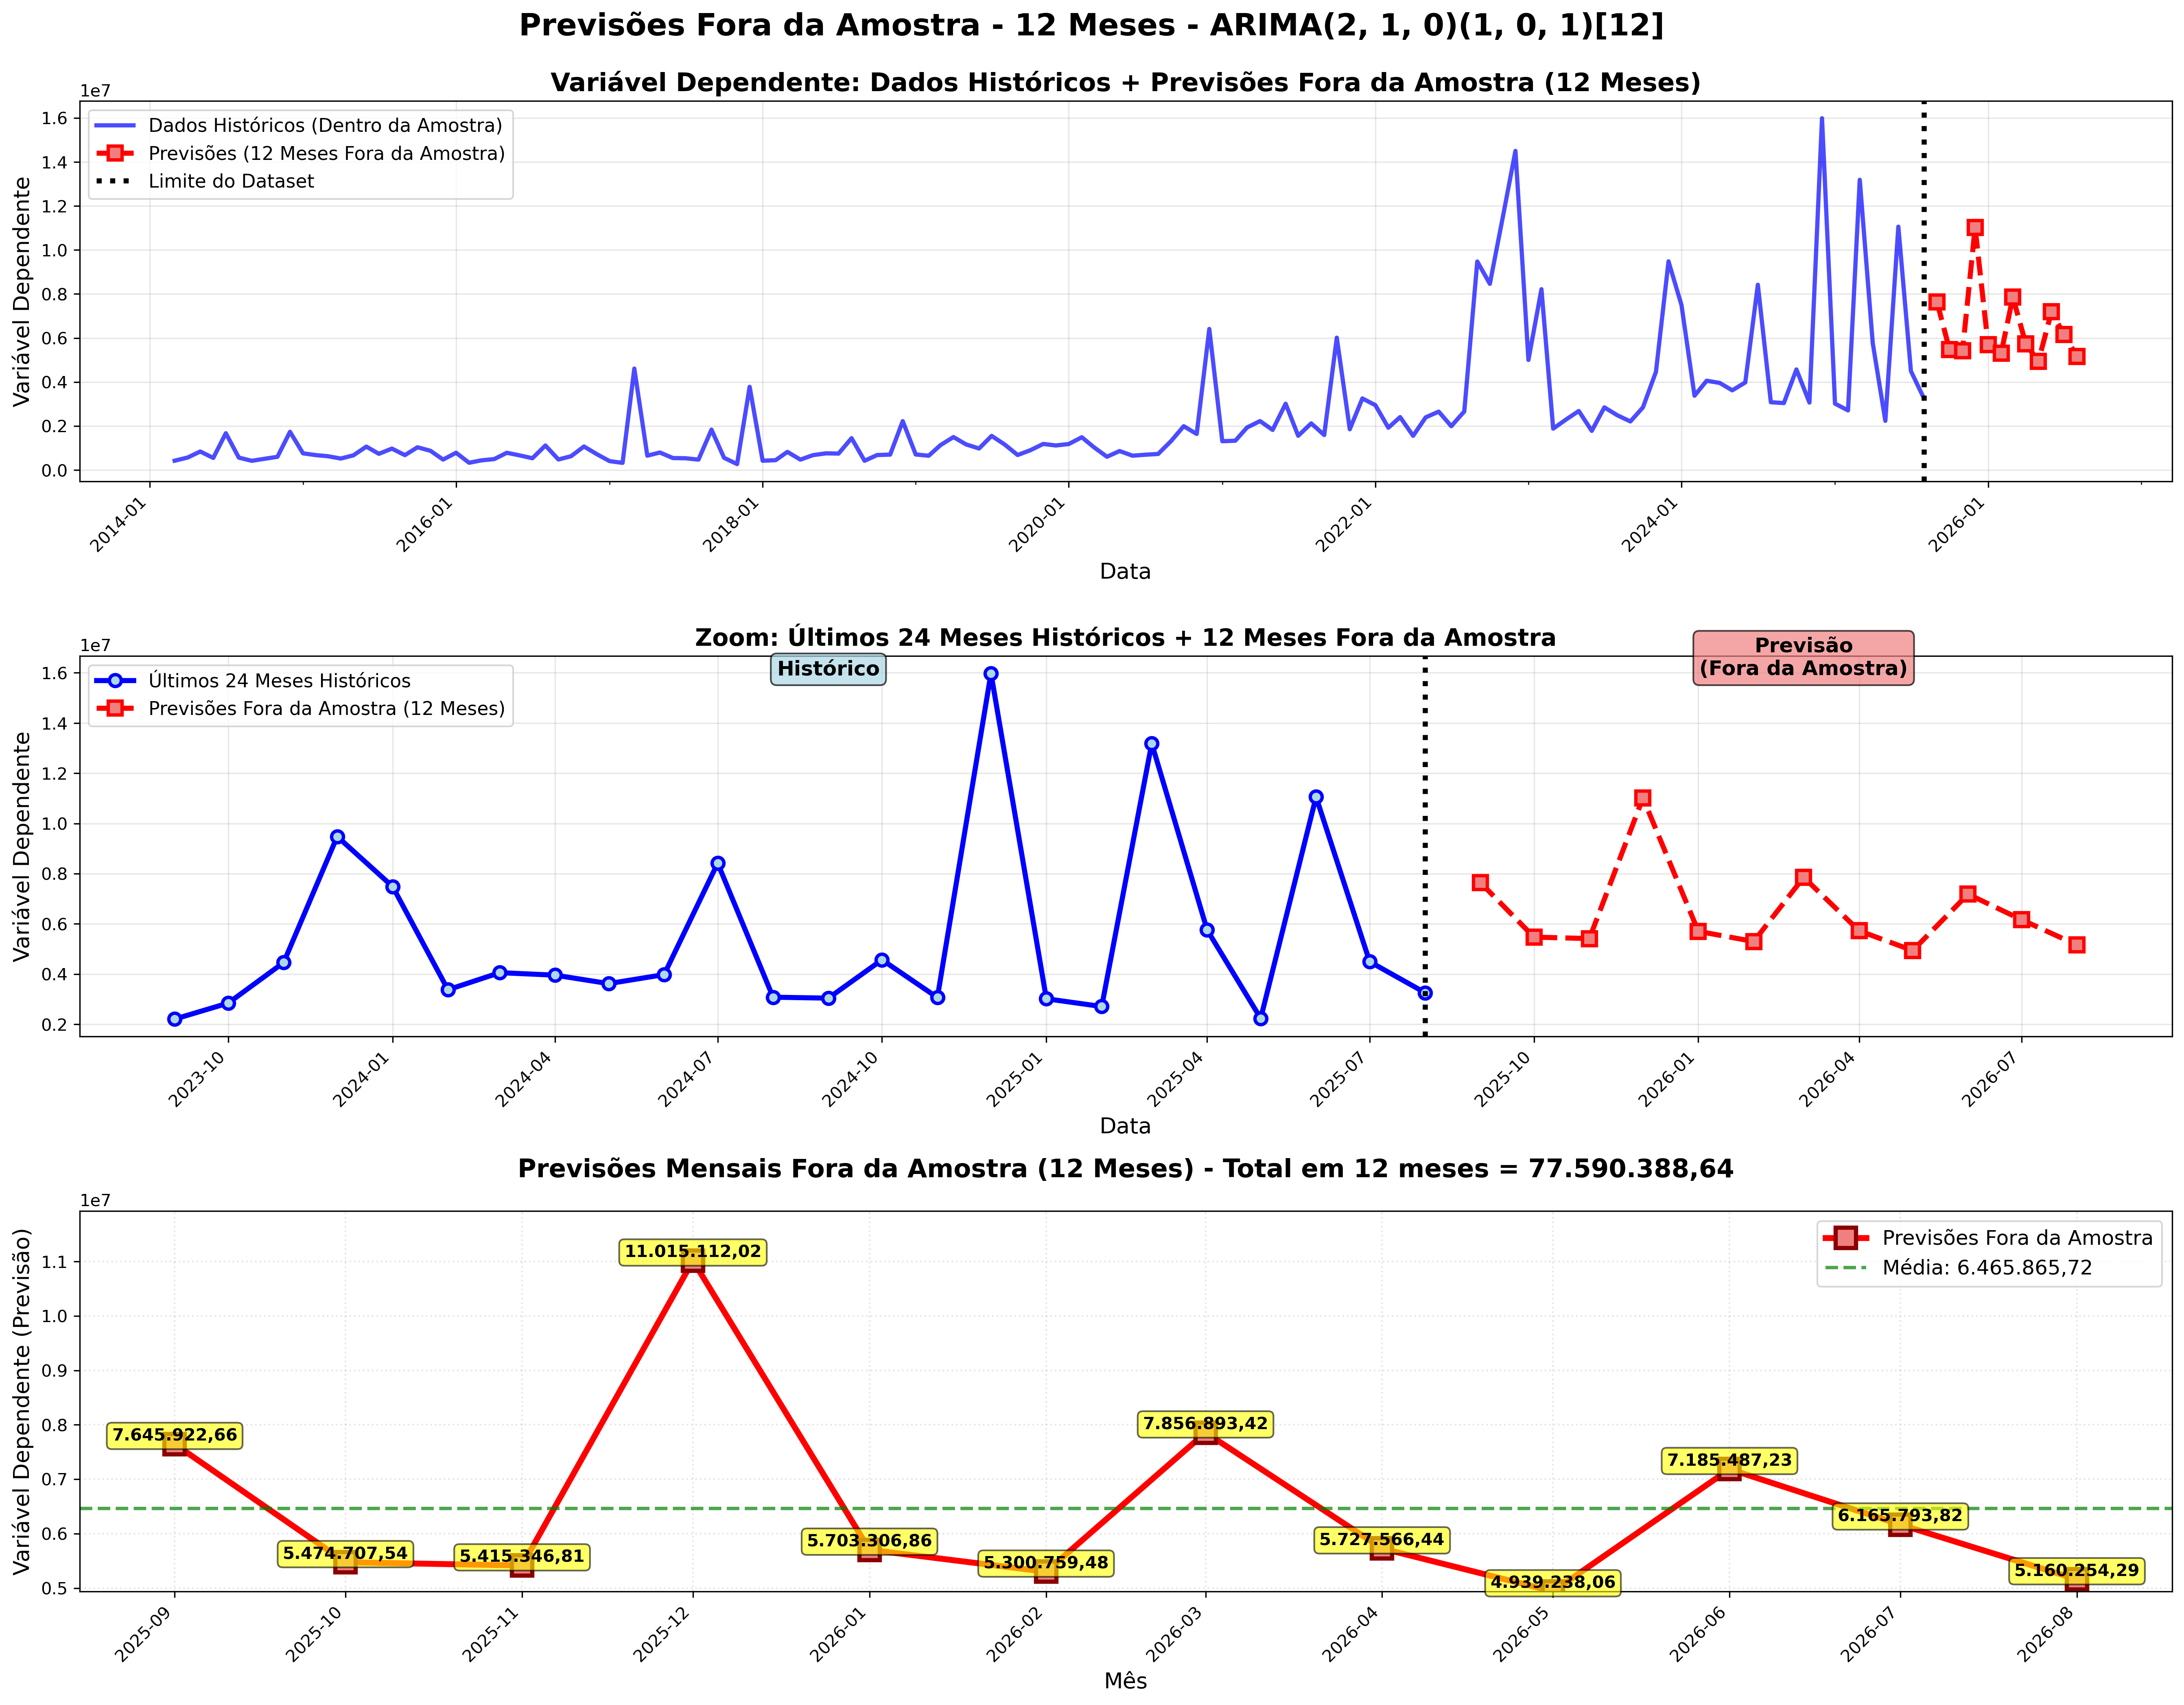 Previsões Fora da Amostra - 12 Meses - ARIMA(2, 1, 0)(1, 0, 1)[12]
Variável Dependente: Dados Históricos + Previsões Fora da Amostra (12 Meses)
1e7
Dados Históricos (Dentro da Amostra)
Previsões (12 Meses Fora da Amostra)
Limite do Dataset
Variável Dependente
1.6
1.4
1.2
1.0
0.8
0.6
0.4
0.2
0.0
2014-01
2016-01
2018-01
2020-01
2022-01
2024-01
2026-01
Data
Zoom: Últimos 24 Meses Históricos + 12 Meses Fora da Amostra
1e7
Últimos 24 Meses Históricos
Previsões Fora da Amostra (12 Meses)
Histórico
Previsão
(Fora da Amostra)
Variável Dependente
1.6
1.4
1.2
1.0
0.8
0.6
0.4
0.2
2023-10
2024-01
2024-04
2024-07
2024-10
2025-01
2025-04
2025-07
2025-10
2026-01
2026-04
2026-07
Data
Previsões Mensais Fora da Amostra (12 Meses) - Total em 12 meses = 77.590.388,64
1e7
Previsões Fora da Amostra
Média: 6.465.865,72
Variável Dependente (Previsão)
1.1
1.0
0.9
0.8
0.7
0.6
0.5
7.645.922,66
5.474.707,54
5.415.346,81
11.015.112,02
5.703.306,86
5.300.759,48
7.856.893,42
5.727.566,44
4.939.238,06
7.185.487,23
6.165.793,82
5.160.254,29
2025-09
2025-10
2025-11
2025-12
2026-01
2026-02
2026-03
2026-04
2026-05
2026-06
2026-07
2026-08
Mês